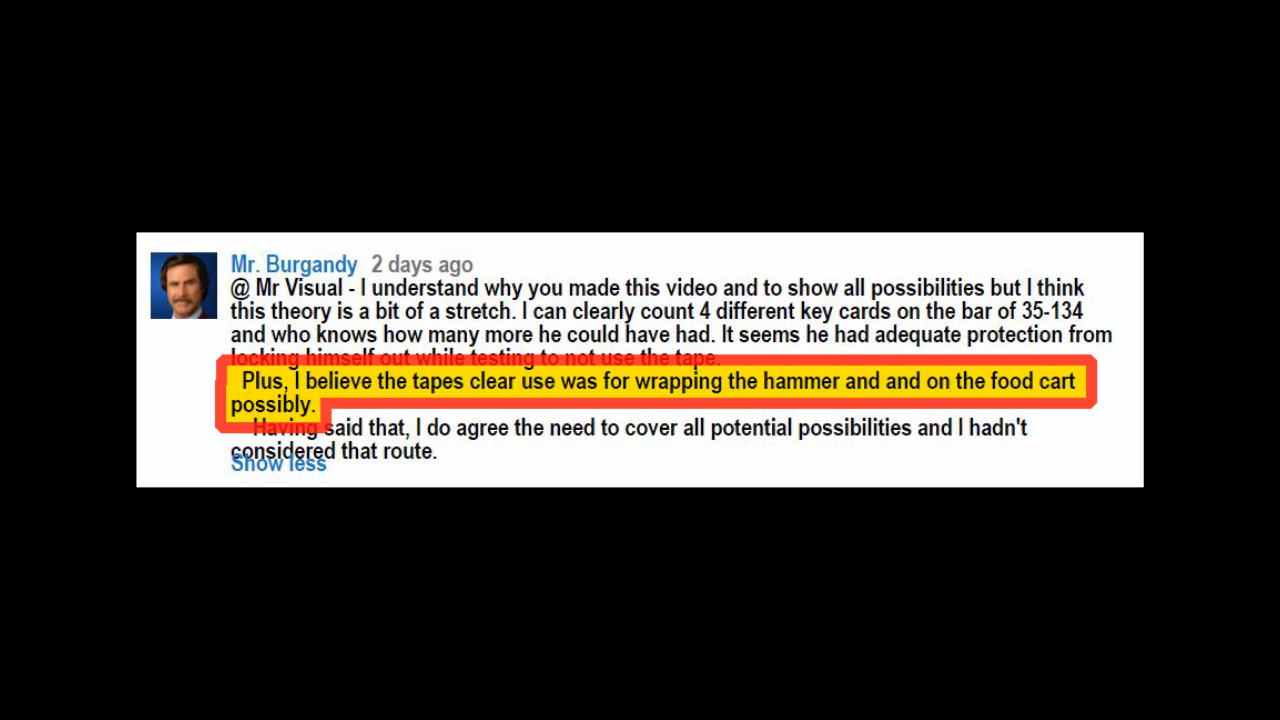 Mr. Burgandy 2 days ago
@ Mr Visual - I understand why you made this video and to show all possibilities but I think
this theory is a bit of a stretch. I can clearly count 4 different key cards on the bar of 35-134
and who knows how many more he could have had. It seems he had adequate protection from
locking himself out while testing to not use the tape.
Plus, I believe the tapes clear use was for wrapping the hammer and and on the food cart
possibly.
Having said that, I do agree the need to cover all potential possibilities and I hadn't
considered that route.
Show less